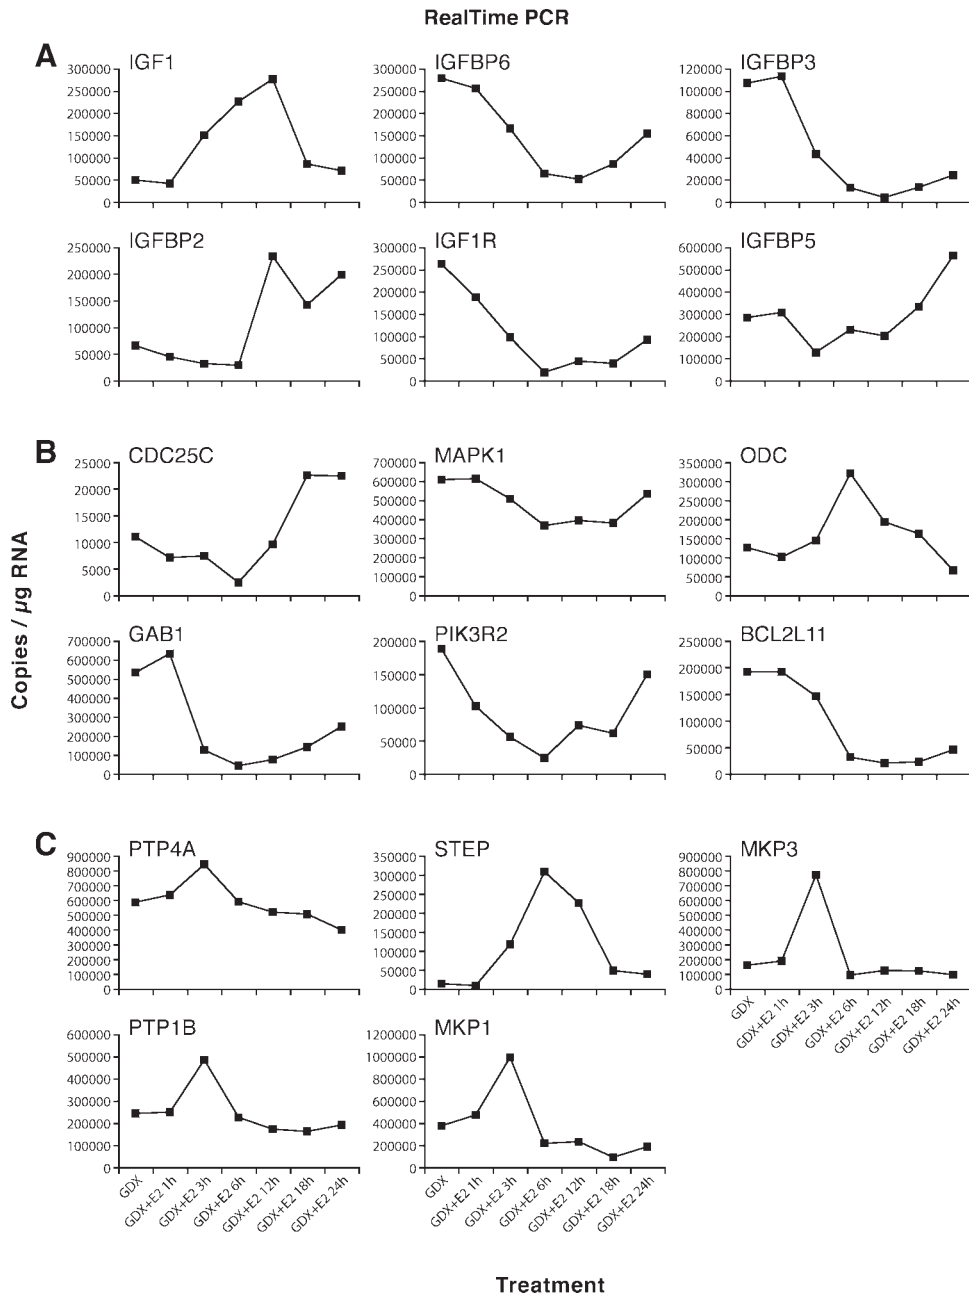 RealTime PCR
A
IGF1
300000
250000
200000
150000
100000
50000
0
IGFBP6
300000
250000
200000
150000
100000
50000
0
IGFBP3
120000
100000
80000
60000
40000
20000
0
IGFBP2
250000
200000
150000
100000
50000
0
IGF1R
300000
250000
200000
150000
100000
50000
0
IGFBP5
600000
500000
400000
300000
200000
100000
0
Copies / µg RNA
B
CDC25C
25000
20000
15000
10000
5000
0
MAPK1
700000
600000
500000
400000
300000
200000
100000
0
ODC
350000
300000
250000
200000
150000
100000
50000
0
GAB1
700000
600000
500000
400000
300000
200000
100000
0
PIK3R2
200000
150000
100000
50000
0
BCL2L11
250000
200000
150000
100000
50000
0
C
PTP4A
900000
800000
700000
600000
500000
400000
300000
200000
100000
0
STEP
350000
300000
250000
200000
150000
100000
50000
0
MKP3
900000
800000
700000
600000
500000
400000
300000
200000
100000
0
GDX
GDX+E2 1h
GDX+E2 3h
GDX+E2 6h
GDX+E2 12h
GDX+E2 18h
GDX+E2 24h
PTP1B
600000
500000
400000
300000
200000
100000
0
GDX
GDX+E2 1h
GDX+E2 3h
GDX+E2 6h
GDX+E2 12h
GDX+E2 18h
GDX+E2 24h
MKP1
1200000
1000000
800000
600000
400000
200000
0
GDX
GDX+E2 1h
GDX+E2 3h
GDX+E2 6h
GDX+E2 12h
GDX+E2 18h
GDX+E2 24h
Treatment